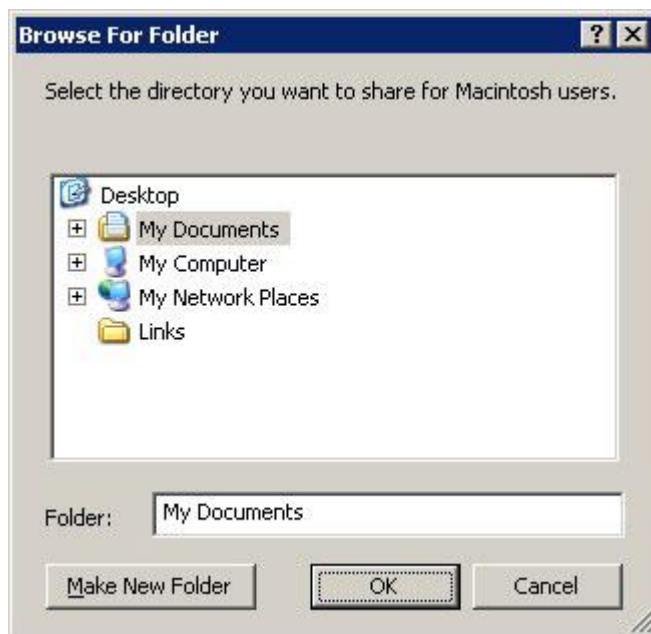 Browse For Folder
Select the directory you want to share for Macintosh users.
Desktop
My Documents
My Computer
My Network Places
Links
Folder: My Documents
Make New Folder OK Cancel